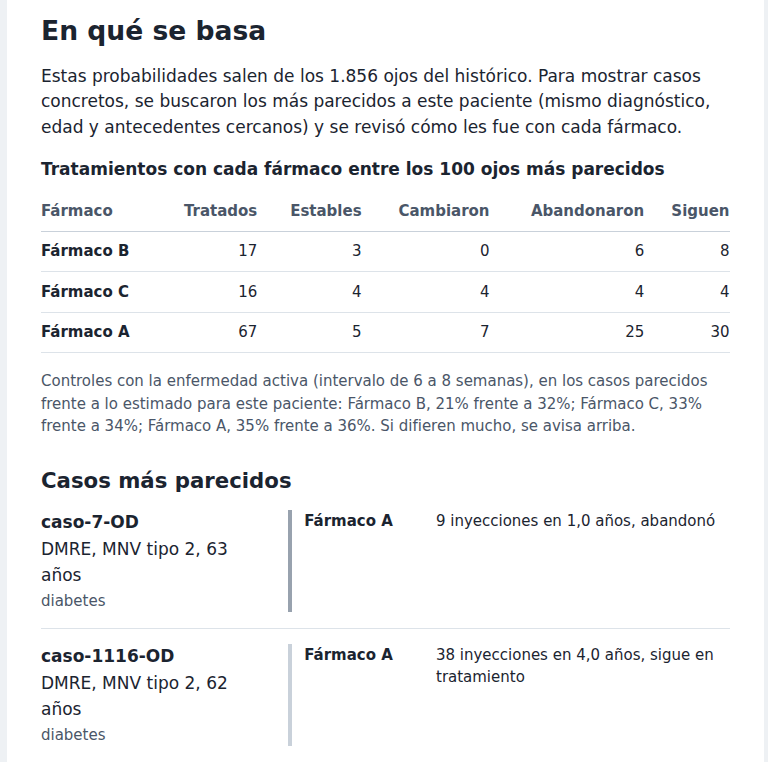 En qué se basa
Estas probabilidades salen de los 1.856 ojos del histórico. Para mostrar casos
concretos, se buscaron los más parecidos a este paciente (mismo diagnóstico,
edad y antecedentes cercanos) y se revisó cómo les fue con cada fármaco.
Tratamientos con cada fármaco entre los 100 ojos más parecidos
Fármaco Tratados Estables Cambiaron Abandonaron Siguen
Fármaco B 17 3 0 6 8
Fármaco C 16 4 4 4 4
Fármaco A 67 5 7 25 30
Controles con la enfermedad activa (intervalo de 6 a 8 semanas), en los casos parecidos
frente a lo estimado para este paciente: Fármaco B, 21% frente a 32%; Fármaco C, 33%
frente a 34%; Fármaco A, 35% frente a 36%. Si difieren mucho, se avisa arriba.
Casos más parecidos
caso-7-OD
DMRE, MNV tipo 2, 63
años
diabetes
Fármaco A
9 inyecciones en 1,0 años, abandonó
caso-1116-OD
DMRE, MNV tipo 2, 62
años
diabetes
Fármaco A
38 inyecciones en 4,0 años, sigue en
tratamiento